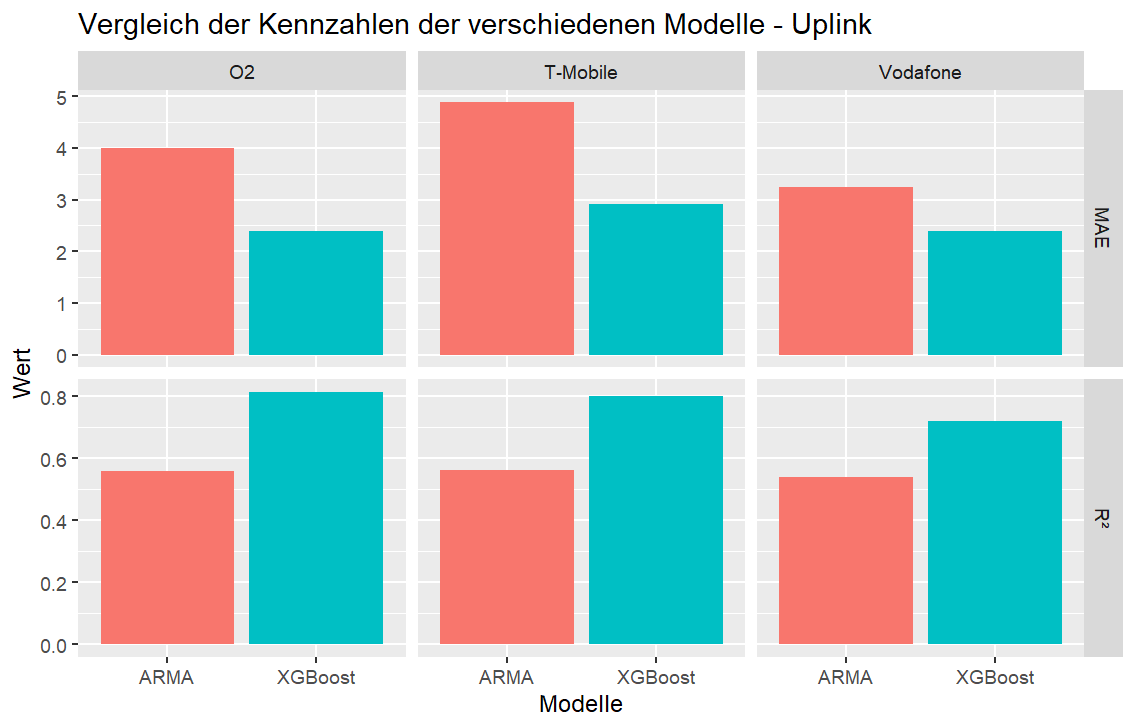 Vergleich der Kennzahlen der verschiedenen Modelle - Uplink
O2
T-Mobile
Vodafone
5
4
3
2
1
0
MAE
Wert
0.8
0.6
0.4
0.2
0.0
R²
ARMA
XGBoost
ARMA
XGBoost
ARMA
XGBoost
Modelle